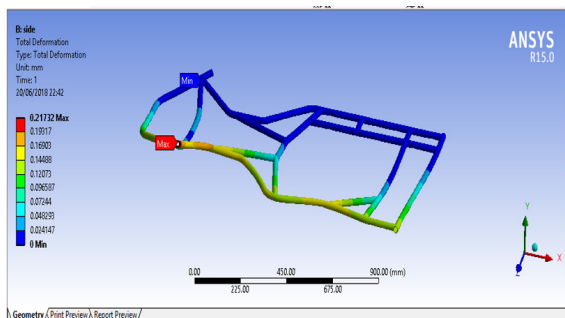 B: side
Total Deformation
Type: Total Deformation
Unit: mm
Time: 1
20/06/2018 22:42
0.21732 Max
0.19317
0.16903
0.14488
0.12073
0.096587
0.07244
0.048293
0.024147
0 Min
ANSYS
R15.0
Min
Max
0.00
450.00
900.00 (mm)
225.00
675.00
Y
X
Z
Geometry
Print Preview
Report Preview